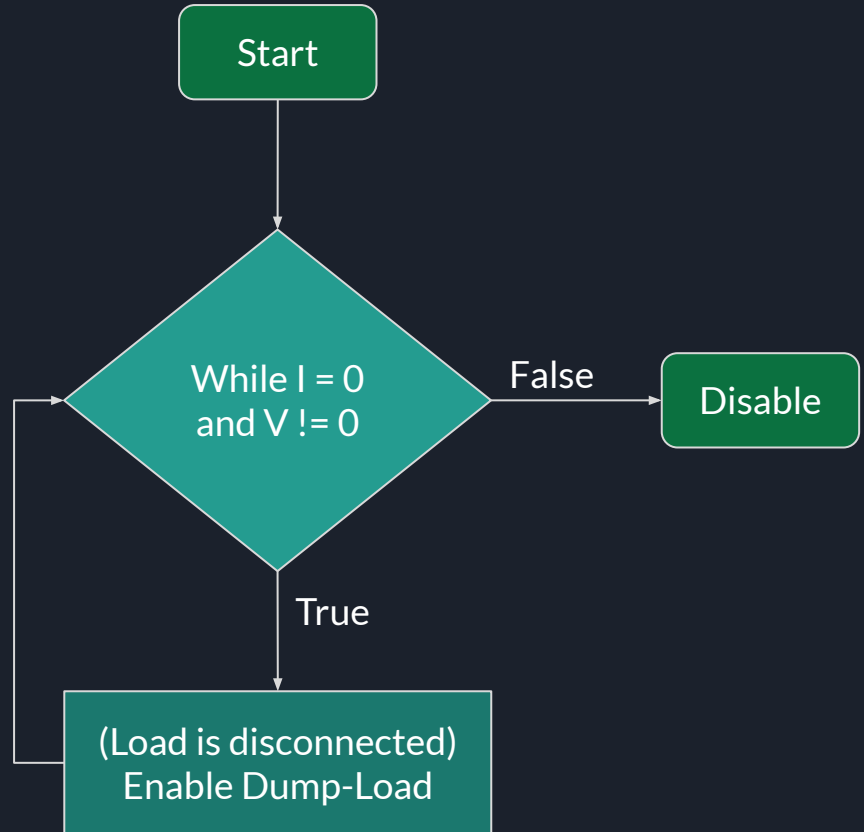 Start
While I = 0
and V != 0
False
Disable
True
(Load is disconnected)
Enable Dump-Load